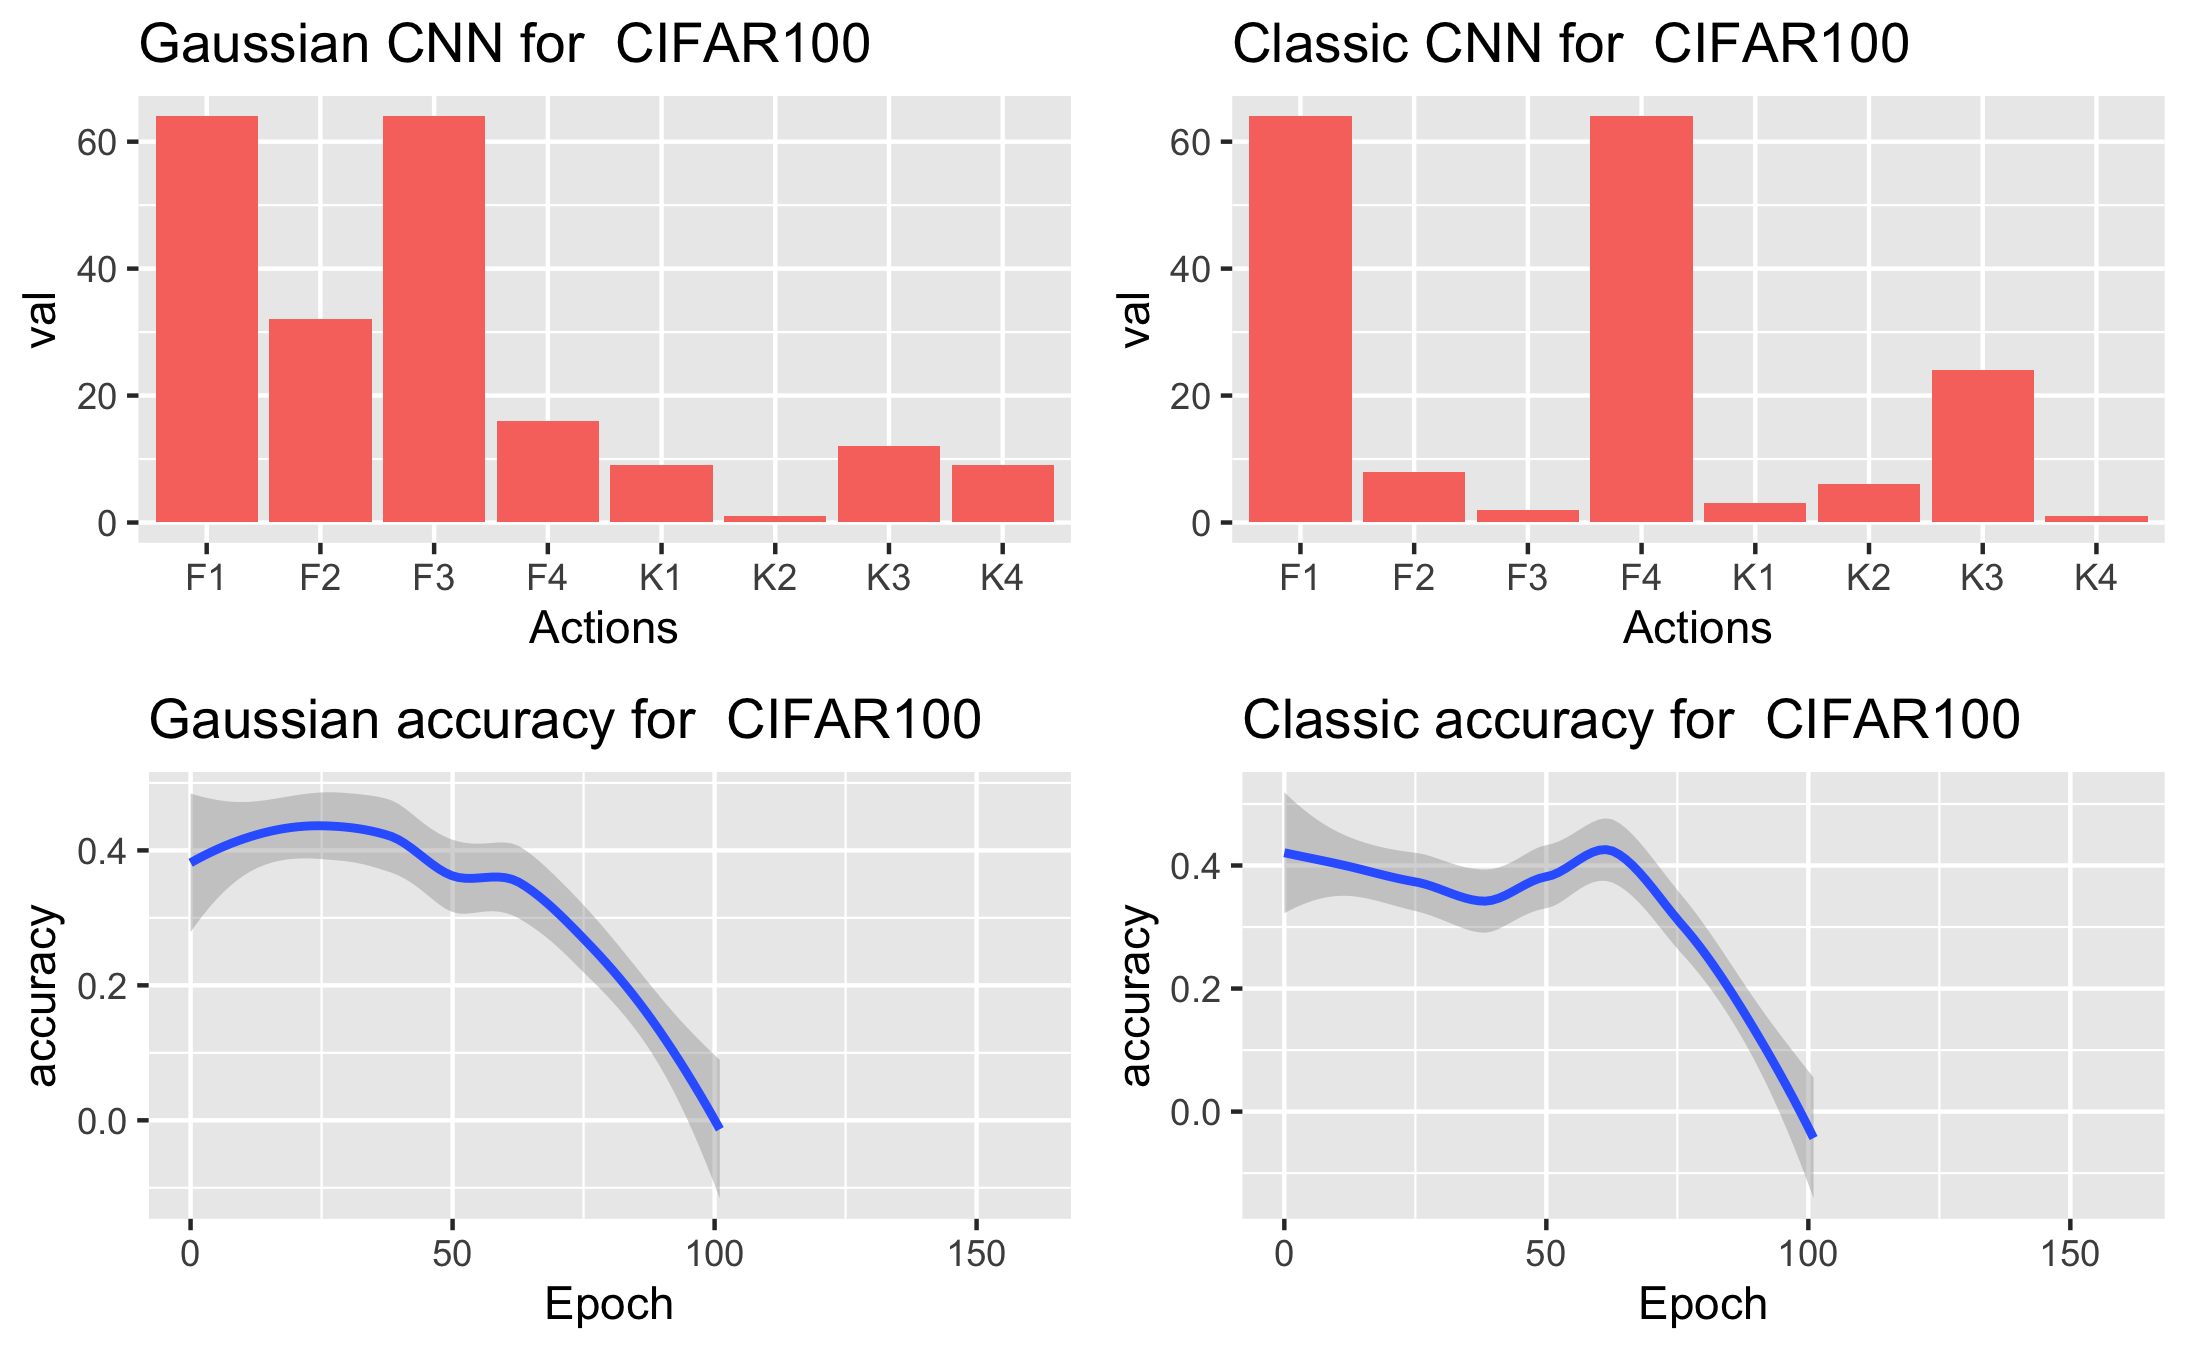 Gaussian CNN for  CIFAR100
val
60
40
20
0
F1 F2 F3 F4 K1 K2 K3 K4
Actions
Classic CNN for  CIFAR100
val
60
40
20
0
F1 F2 F3 F4 K1 K2 K3 K4
Actions
Gaussian accuracy for  CIFAR100
accuracy
0.4
0.2
0.0
0 50 100 150
Epoch
Classic accuracy for  CIFAR100
accuracy
0.4
0.2
0.0
0 50 100 150
Epoch